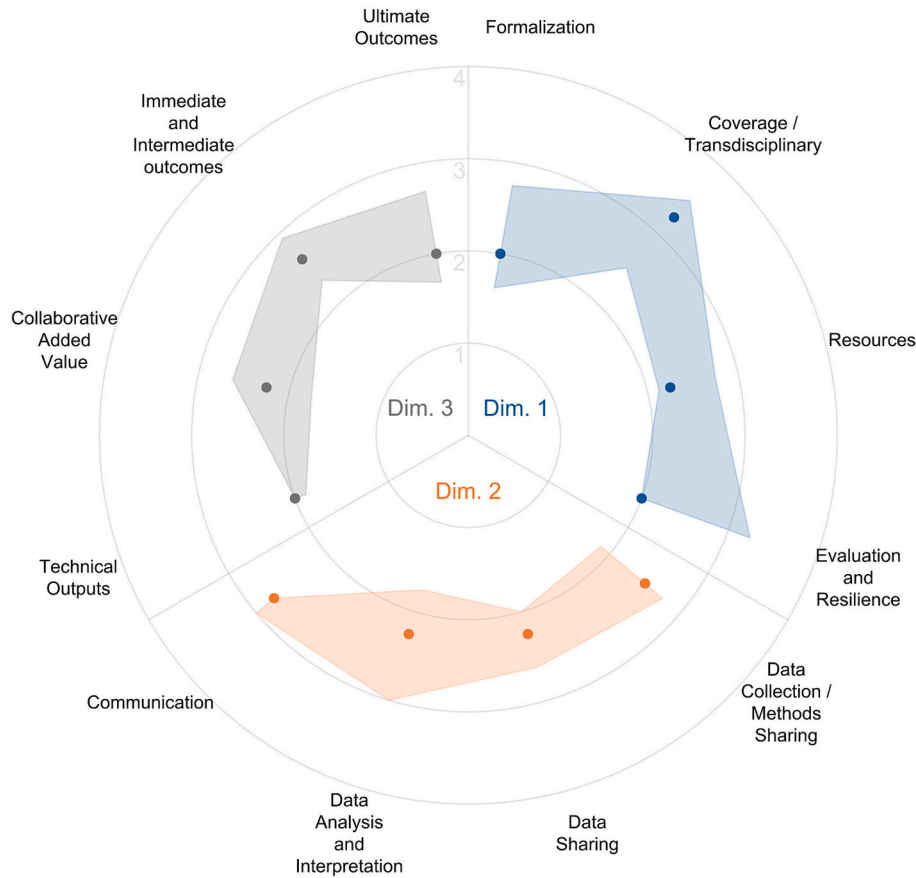 Ultimate
Outcomes
Formalization
Immediate
and
Intermediate
outcomes
Coverage /
Transdisciplinary
4
3
2
1
Collaborative
Added
Value
Resources
Dim. 3
Dim. 1
Dim. 2
Technical
Outputs
Evaluation
and
Resilience
Communication
Data
Collection /
Methods
Sharing
Data
Analysis
and
Interpretation
Data
Sharing